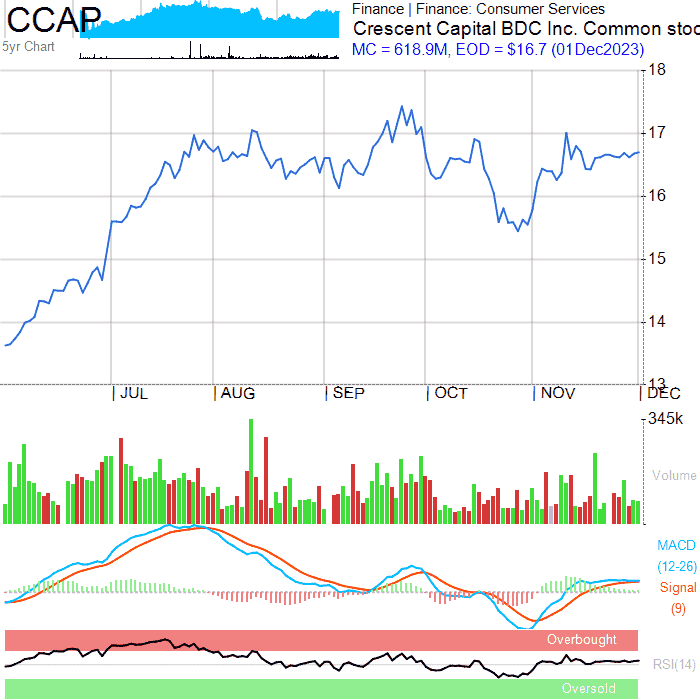 CCAP
5yr Chart
Finance | Finance: Consumer Services
Crescent Capital BDC Inc. Common stoc
MC = 618.9M, EOD = $16.7 (01Dec2023)
18
17
16
15
14
13
JUL AUG SEP OCT NOV DEC
345k
Volume
MACD
(12-26)
Signal
(9)
Overbought
RSI(14)
Oversold